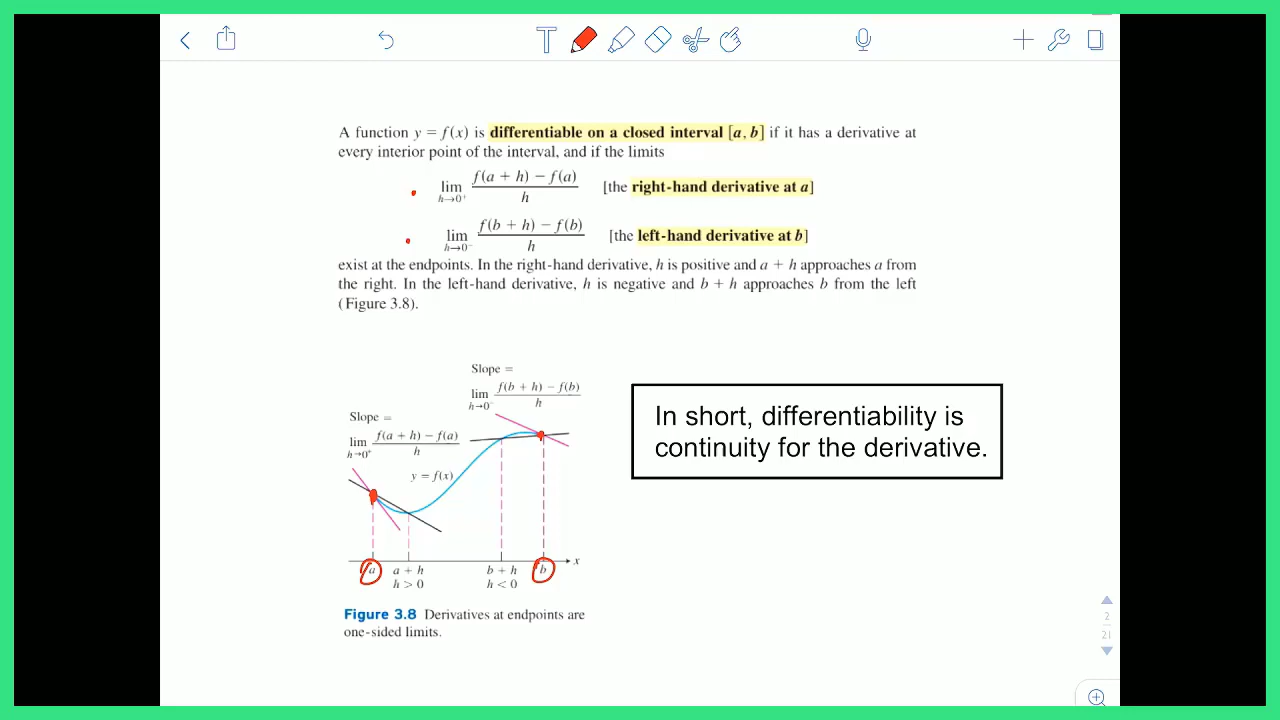 A function y = f(x) is differentiable on a closed interval [a, b] if it has a derivative at
every interior point of the interval, and if the limits
lim h→0⁺ f(a + h) − f(a) / h [the right-hand derivative at a]
lim h→0⁻ f(b + h) − f(b) / h [the left-hand derivative at b]
exist at the endpoints. In the right-hand derivative, h is positive and a + h approaches a from
the right. In the left-hand derivative, h is negative and b + h approaches b from the left
(Figure 3.8).
Slope =
lim h→0⁻ f(b + h) − f(b) / h
Slope =
lim h→0⁺ f(a + h) − f(a) / h
y = f(x)
In short, differentiability is
continuity for the derivative.
a a + h b + h b x
h > 0 h < 0
Figure 3.8 Derivatives at endpoints are
one-sided limits.
2
21
T